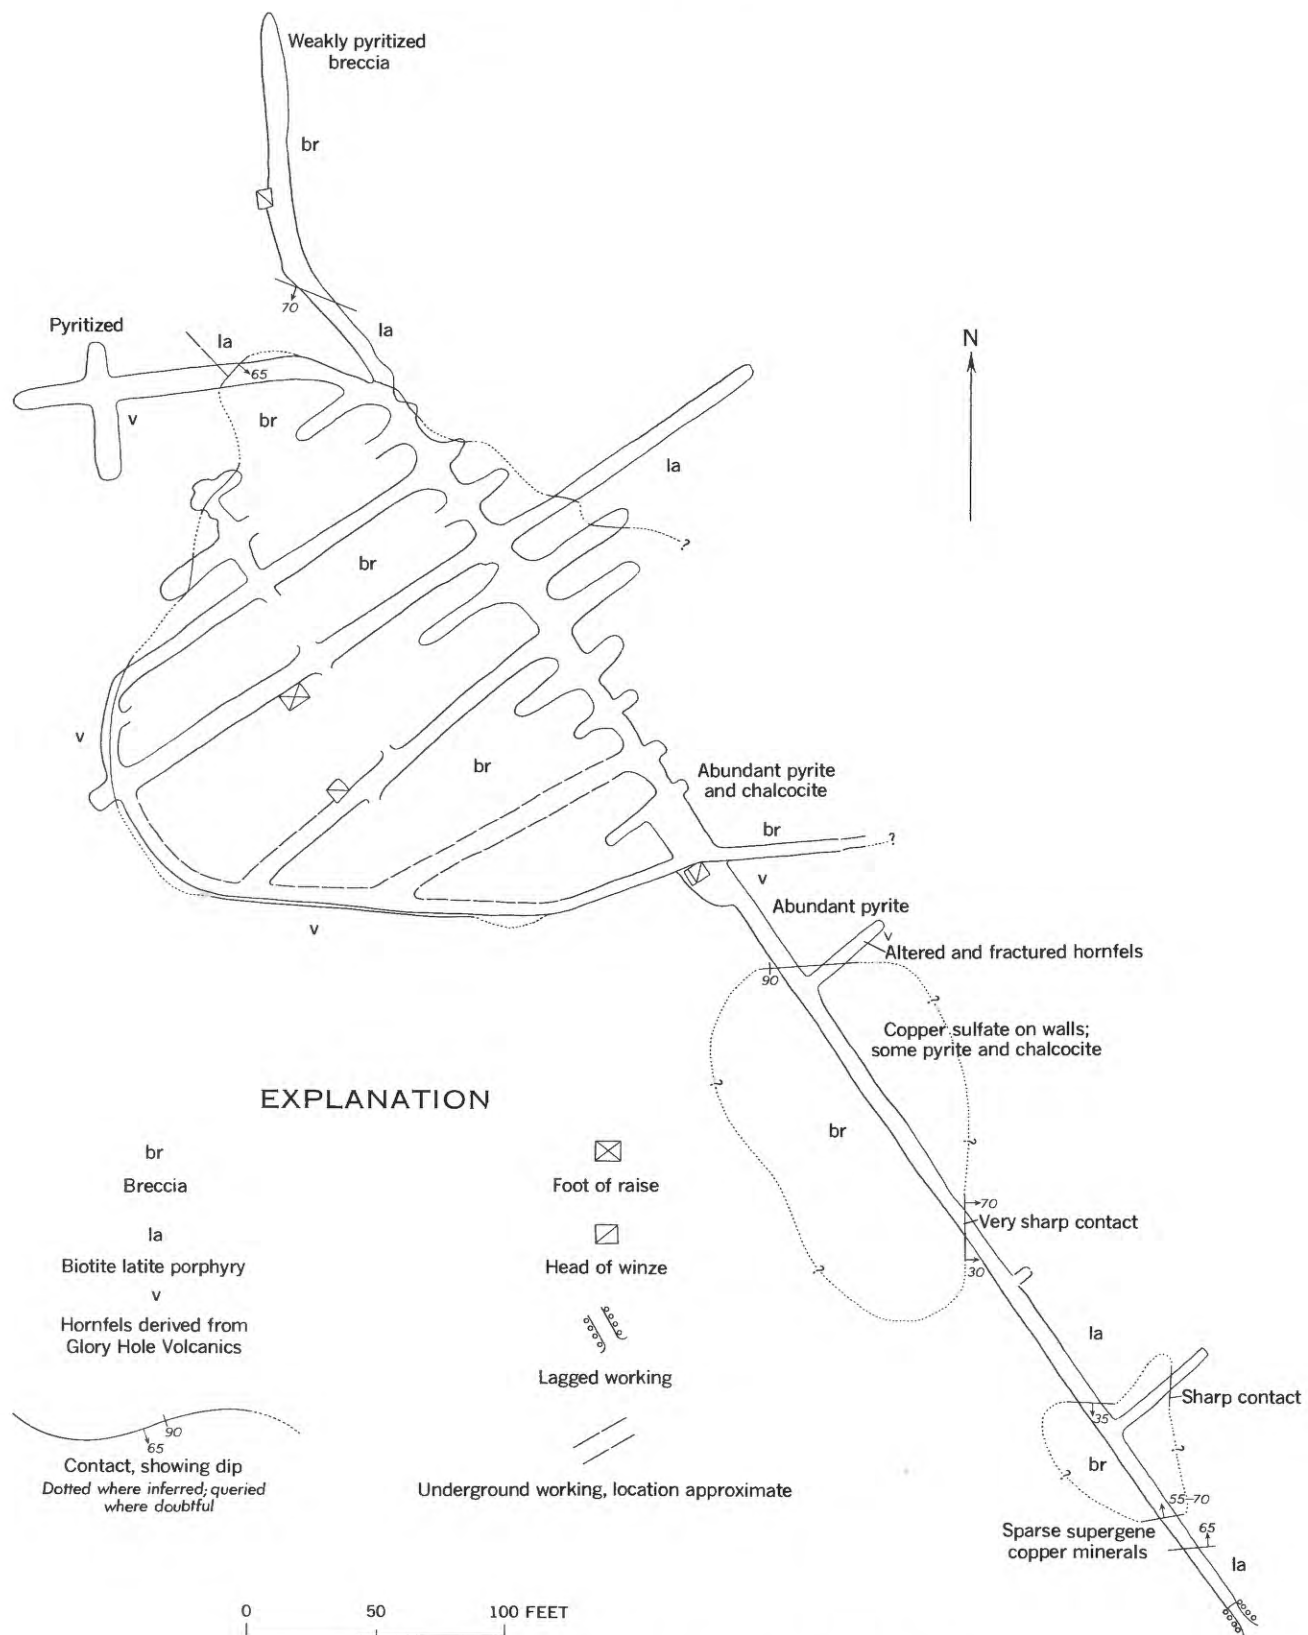 Weakly pyritized
breccia
br
70
la
Pyritized
la
65
v
br
N
la
?
br
v
br
Abundant pyrite
and chalcocite
br
?
v
Abundant pyrite
v
v
Altered and fractured hornfels
90
?
Copper sulfate on walls;
some pyrite and chalcocite
?
br
?
70
Very sharp contact
30
?
la
Sharp contact
35
?
br
?
55–70
65
Sparse supergene
copper minerals
la
EXPLANATION
br
Breccia
la
Biotite latite porphyry
v
Hornfels derived from
Glory Hole Volcanics
90
65
Contact, showing dip
Dotted where inferred; queried
where doubtful
Foot of raise
Head of winze
Lagged working
Underground working, location approximate
0 50 100 FEET